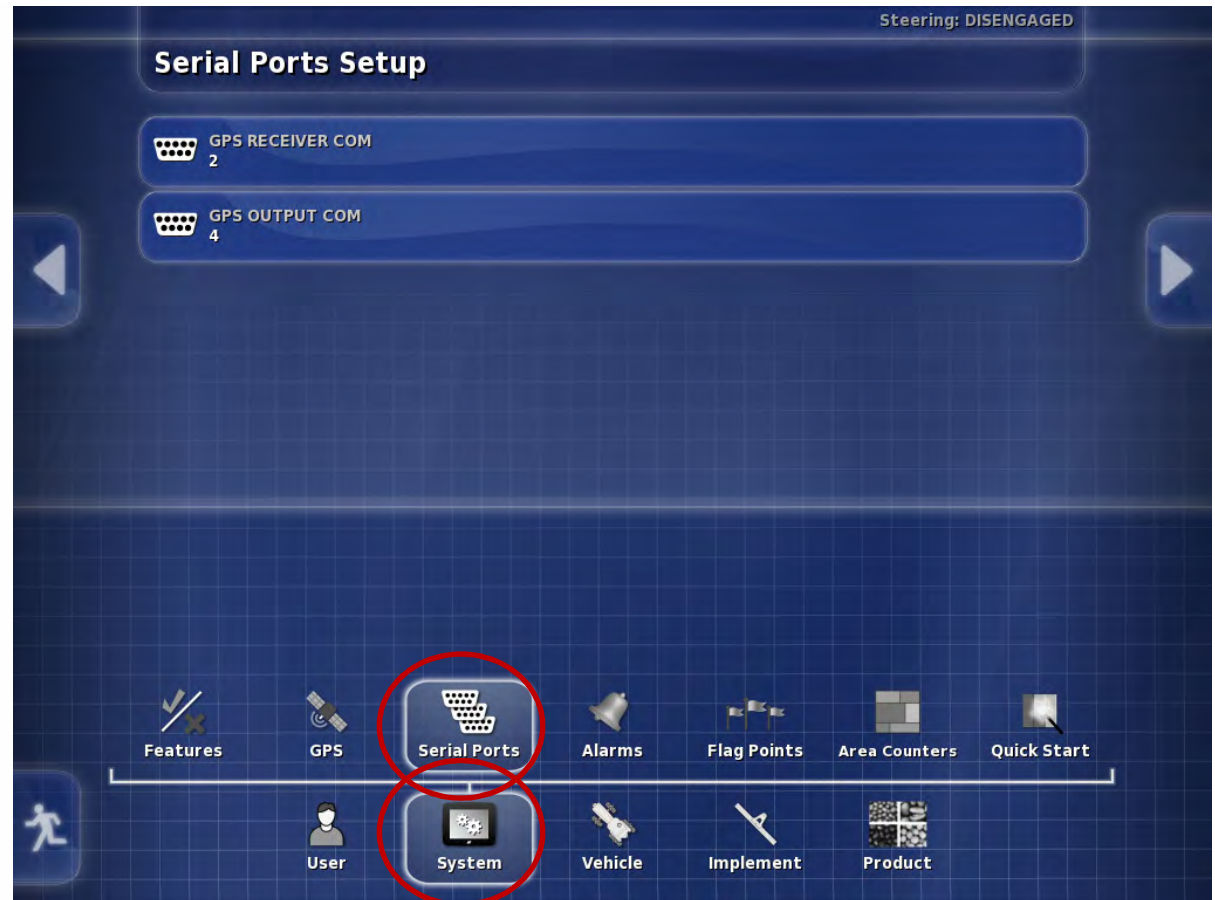 Steering: DISENGAGED
Serial Ports Setup
GPS RECEIVER COM
2
GPS OUTPUT COM
4
Features GPS Serial Ports Alarms Flag Points Area Counters Quick Start
User System Vehicle Implement Product